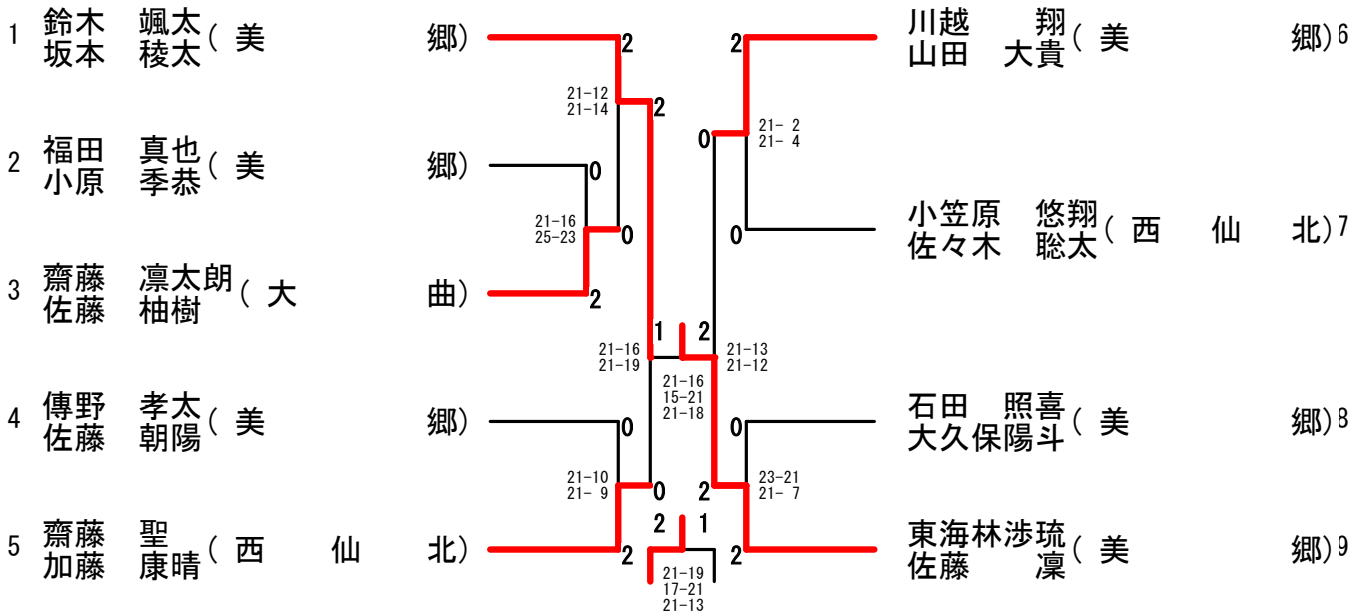 1 鈴木 颯太
坂本 稜太 ( 美 郷)
2 福田 真也
小原 季恭 ( 美 郷)
3 齋藤 凛太朗
佐藤 柚樹 ( 大 曲)
4 傳野 孝太
佐藤 朝陽 ( 美 郷)
5 齋藤 聖
加藤 康晴 ( 西 仙 北)
2
21-12
21-14
2
0
21-16
25-23
0
2
1
21-16
21-19
0
21-10
21- 9
0
2
2
21-16
15-21
21-18
2
1
21-19
17-21
21-13
2
0
21- 2
21- 4
0
2
21-13
21-12
0
2
23-21
21- 7
2
川越 翔
山田 大貴 ( 美 郷) 6
小笠原 悠翔
佐々木 聡太 ( 西 仙 北) 7
石田 照喜
大久保陽斗 ( 美 郷) 8
東海林渉琉
佐藤 凜 ( 美 郷) 9